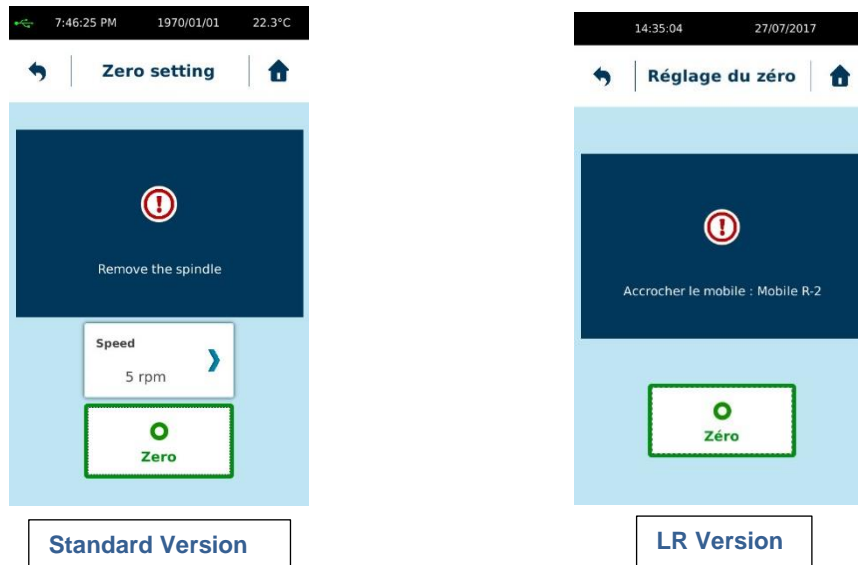 7:46:25 PM 1970/01/01 22.3°C
Zero setting
Remove the spindle
Speed
5 rpm
Zero
Standard Version
14:35:04 27/07/2017
Réglage du zéro
Accrocher le mobile : Mobile R-2
Zéro
LR Version